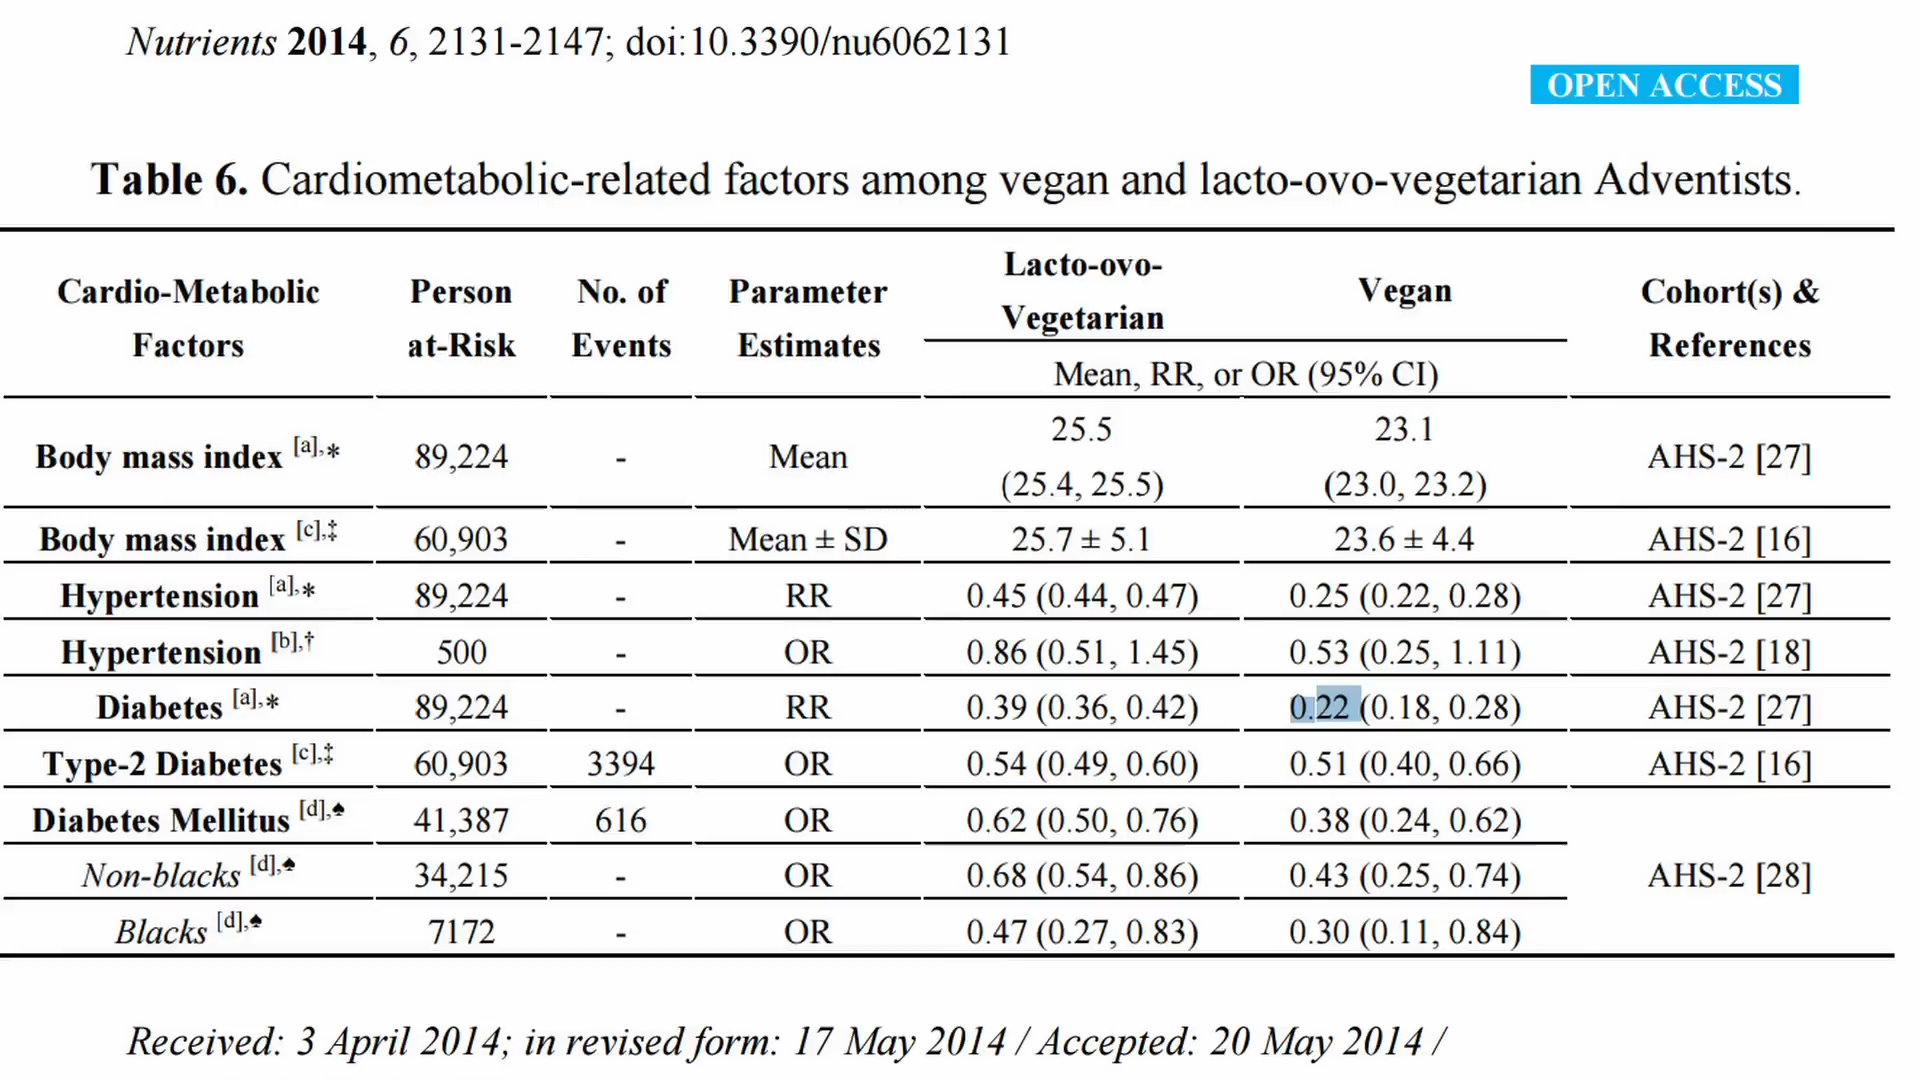 Nutrients 2014, 6, 2131-2147; doi:10.3390/nu6062131
OPEN ACCESS
Table 6. Cardiometabolic-related factors among vegan and lacto-ovo-vegetarian Adventists.
Cardio-Metabolic Factors Person at-Risk No. of Events Parameter Estimates Lacto-ovo-Vegetarian Vegan Cohort(s) & References
Mean, RR, or OR (95% CI)
Body mass index [a],* 89,224 - Mean 25.5 (25.4, 25.5) 23.1 (23.0, 23.2) AHS-2 [27]
Body mass index [c],‡ 60,903 - Mean ± SD 25.7 ± 5.1 23.6 ± 4.4 AHS-2 [16]
Hypertension [a],* 89,224 - RR 0.45 (0.44, 0.47) 0.25 (0.22, 0.28) AHS-2 [27]
Hypertension [b],† 500 - OR 0.86 (0.51, 1.45) 0.53 (0.25, 1.11) AHS-2 [18]
Diabetes [a],* 89,224 - RR 0.39 (0.36, 0.42) 0.22 (0.18, 0.28) AHS-2 [27]
Type-2 Diabetes [c],‡ 60,903 3394 OR 0.54 (0.49, 0.60) 0.51 (0.40, 0.66) AHS-2 [16]
Diabetes Mellitus [d],♠ 41,387 616 OR 0.62 (0.50, 0.76) 0.38 (0.24, 0.62)
Non-blacks [d],♠ 34,215 - OR 0.68 (0.54, 0.86) 0.43 (0.25, 0.74) AHS-2 [28]
Blacks [d],♠ 7172 - OR 0.47 (0.27, 0.83) 0.30 (0.11, 0.84)
Received: 3 April 2014; in revised form: 17 May 2014 / Accepted: 20 May 2014 /